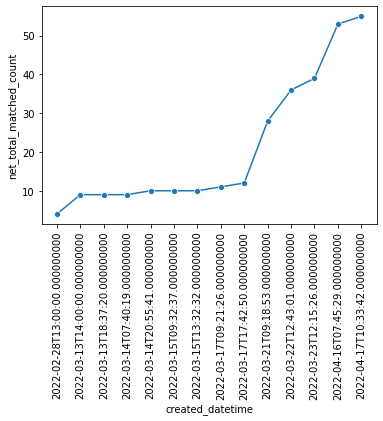 net_total_matched_count
50
40
30
20
10
2022-02-28T13:00:00.000000000
2022-03-13T14:00:00.000000000
2022-03-13T18:37:20.000000000
2022-03-14T07:40:19.000000000
2022-03-14T20:55:41.000000000
2022-03-15T09:32:37.000000000
2022-03-15T13:32:32.000000000
2022-03-17T09:21:26.000000000
2022-03-17T17:42:50.000000000
2022-03-21T09:18:53.000000000
2022-03-22T12:43:01.000000000
2022-03-23T12:15:26.000000000
2022-04-16T07:45:29.000000000
2022-04-17T10:33:42.000000000
created_datetime